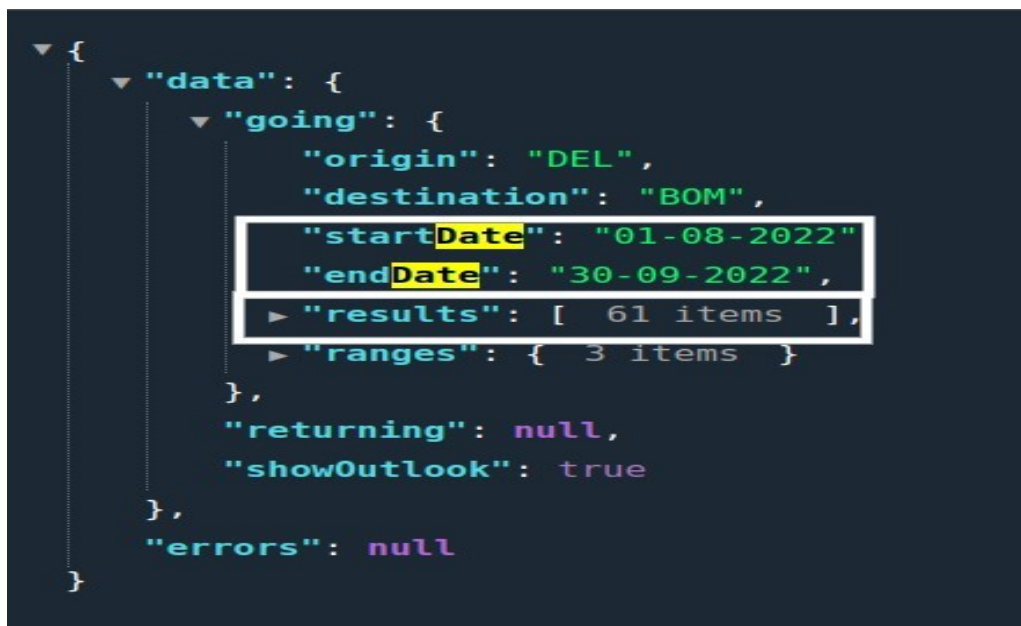 {
"data": {
"going": {
"origin": "DEL",
"destination": "BOM",
"startDate": "01-08-2022"
"endDate": "30-09-2022",
"results": [ 61 items ],
"ranges": { 3 items }
},
"returning": null,
"showOutlook": true
},
"errors": null
}